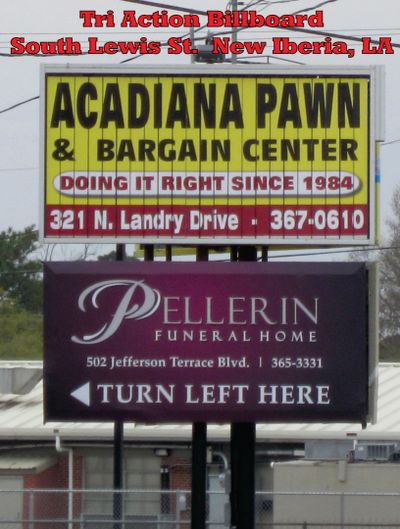 Tri Action Billboard
South Lewis St. New Iberia, LA
ACADIANA PAWN
& BARGAIN CENTER
DOING IT RIGHT SINCE 1984
321 N. Landry Drive - 367-0610
PELLERIN
FUNERAL HOME
502 Jefferson Terrace Blvd. | 365-3331
TURN LEFT HERE